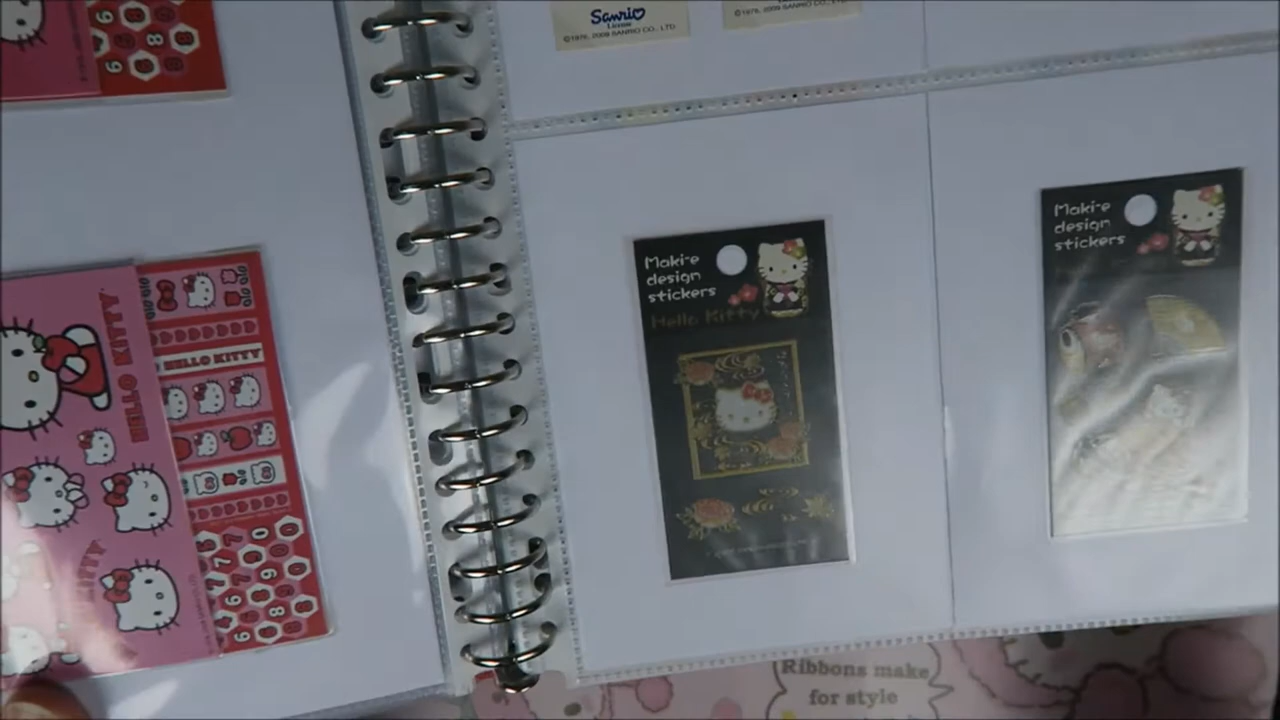 Sanrio
License
©1976, 2009 SANRIO CO., LTD.
©1976, 2009 SANRIO CO., LTD.
HELLO KITTY
HELLO KITTY
Maki-e
design
stickers
Hello Kitty
Maki-e
design
stickers
Ribbons make
for style